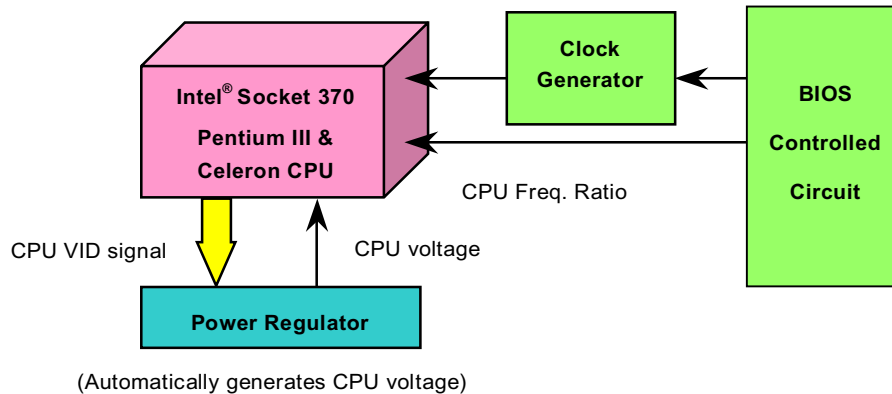 Intel® Socket 370
Pentium III &
Celeron CPU
Clock
Generator
BIOS
Controlled
Circuit
CPU Freq. Ratio
CPU VID signal
CPU voltage
Power Regulator
(Automatically generates CPU voltage)